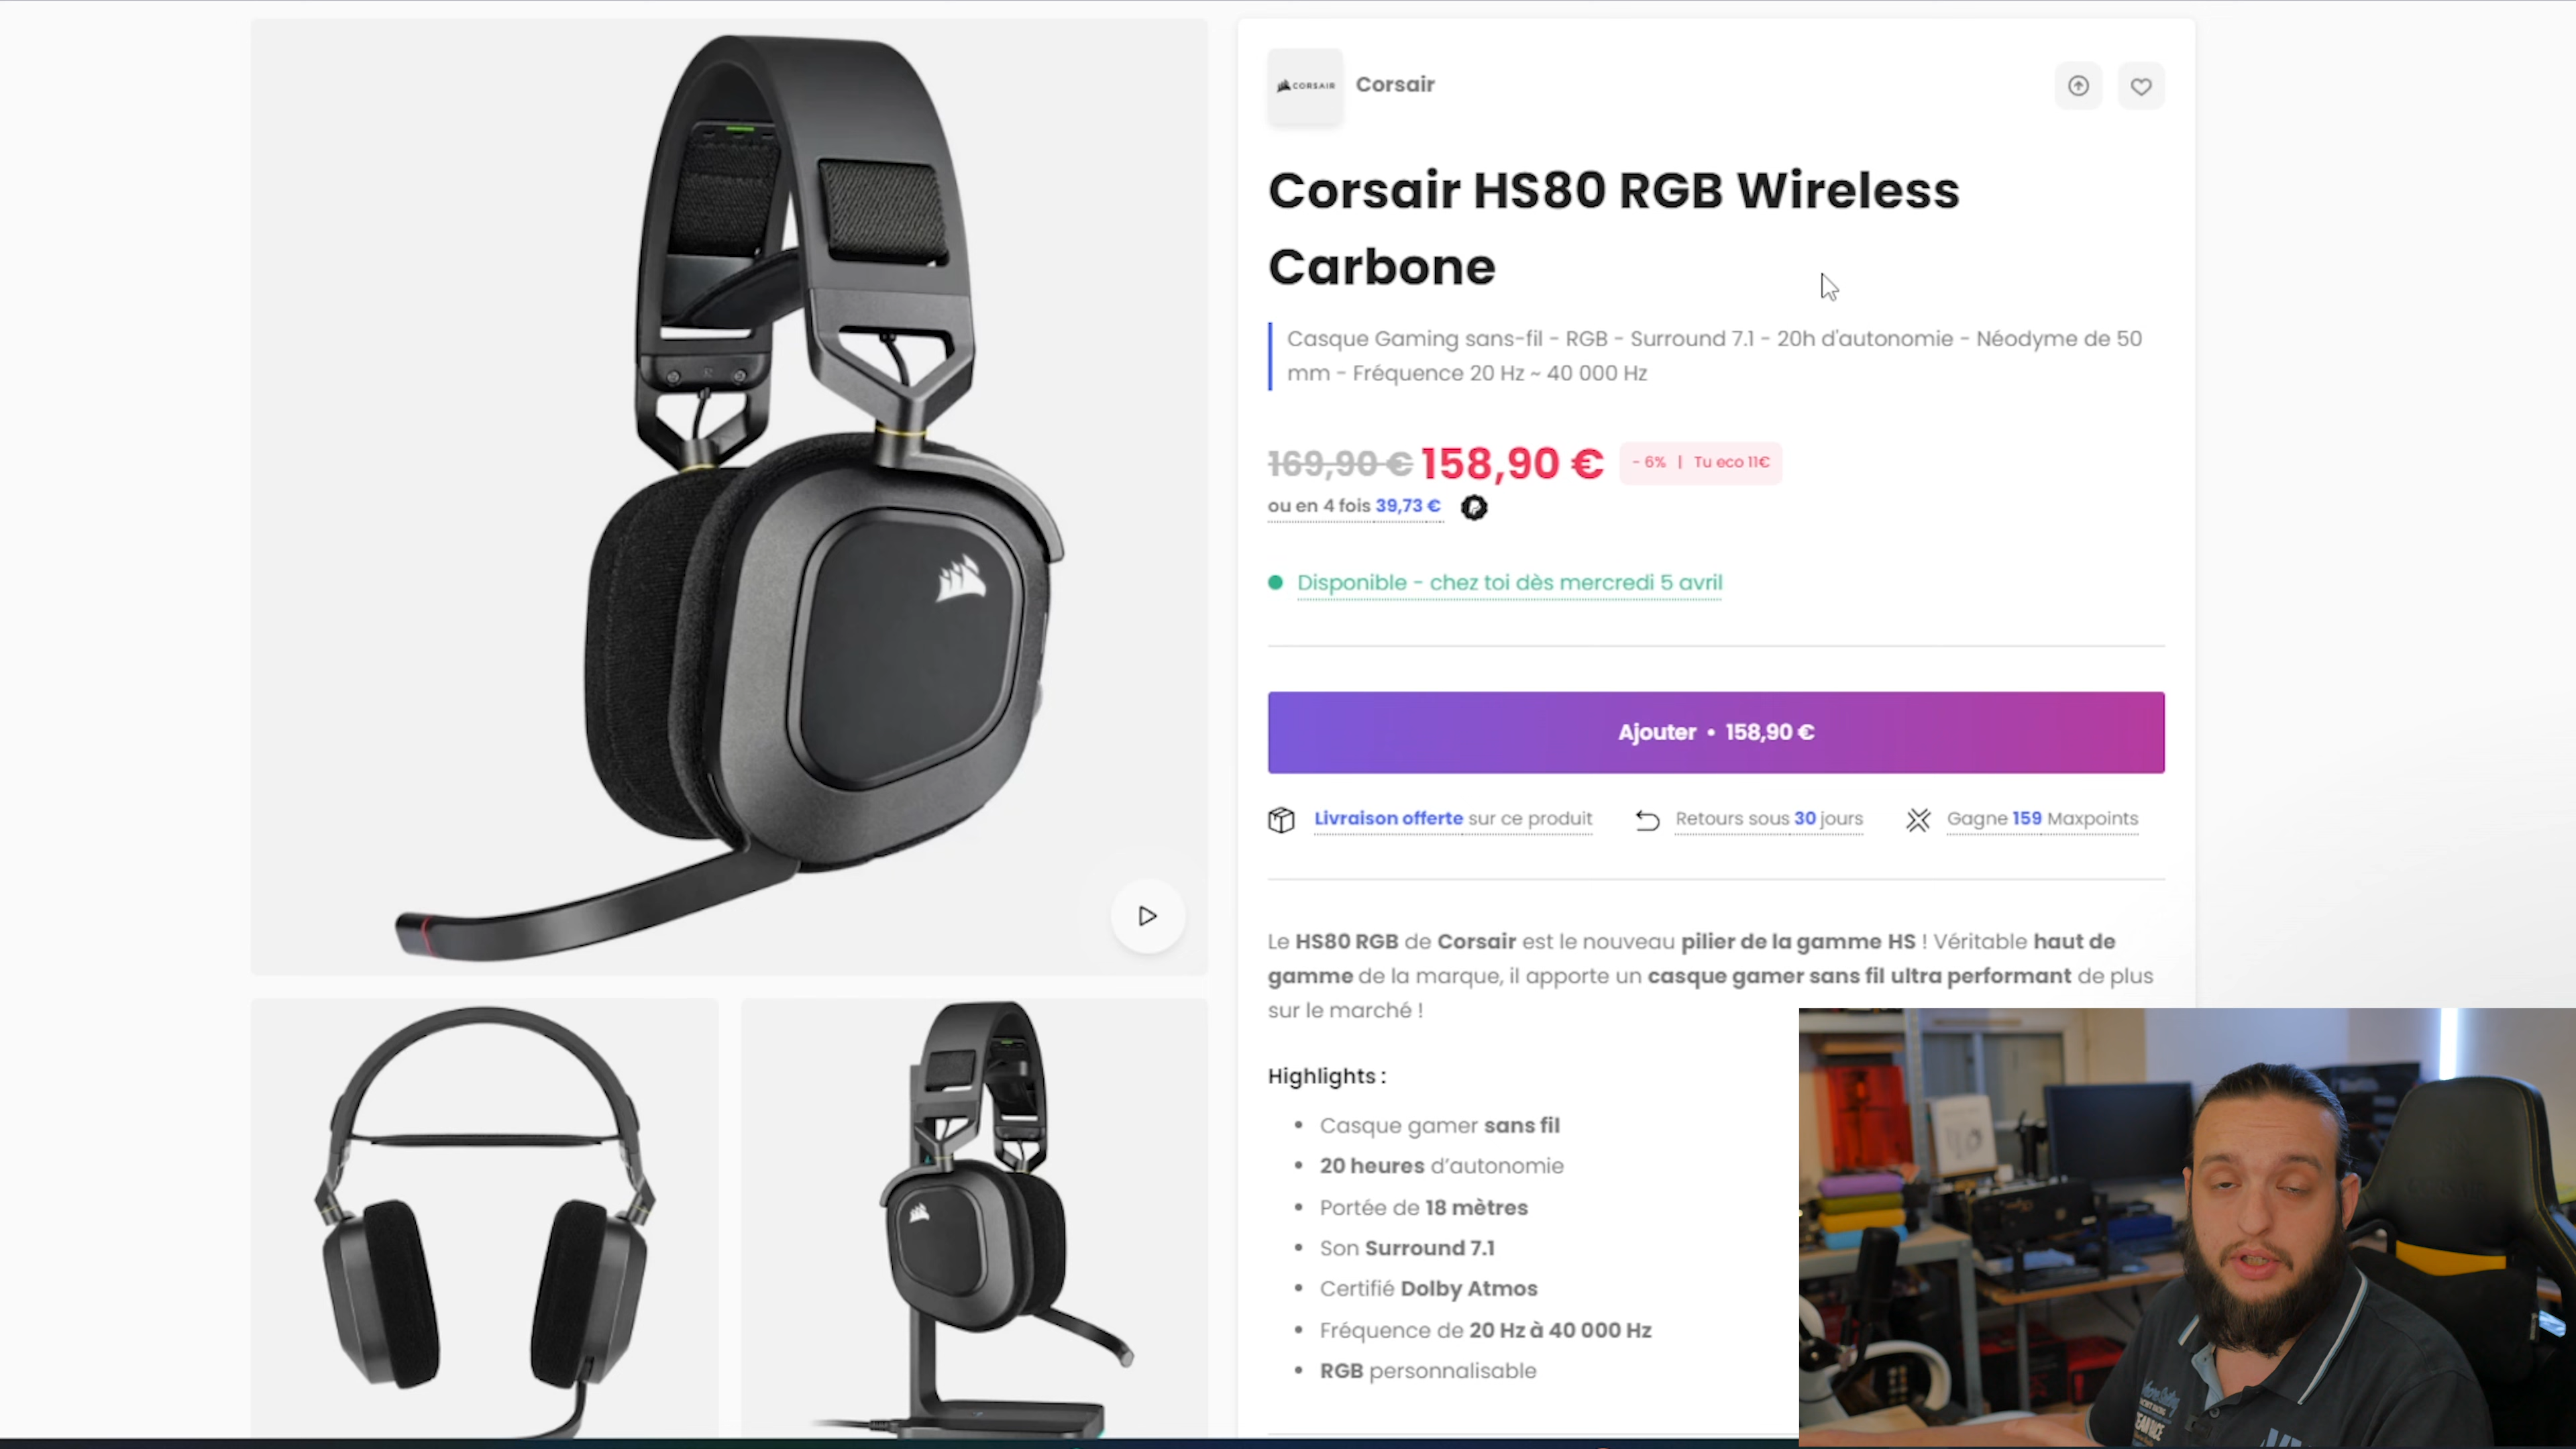 CORSAIR
Corsair
Corsair HS80 RGB Wireless
Carbone
Casque Gaming sans-fil - RGB - Surround 7.1 - 20h d'autonomie - Néodyme de 50
mm - Fréquence 20 Hz ~ 40 000 Hz
169,90 € 158,90 € - 6% | Tu eco 11€
ou en 4 fois 39,73 €
Disponible - chez toi dès mercredi 5 avril
Ajouter • 158,90 €
Livraison offerte sur ce produit
Retours sous 30 jours
Gagne 159 Maxpoints
Le HS80 RGB de Corsair est le nouveau pilier de la gamme HS ! Véritable haut de
gamme de la marque, il apporte un casque gamer sans fil ultra performant de plus
sur le marché !
Highlights :
• Casque gamer sans fil
• 20 heures d'autonomie
• Portée de 18 mètres
• Son Surround 7.1
• Certifié Dolby Atmos
• Fréquence de 20 Hz à 40 000 Hz
• RGB personnalisable